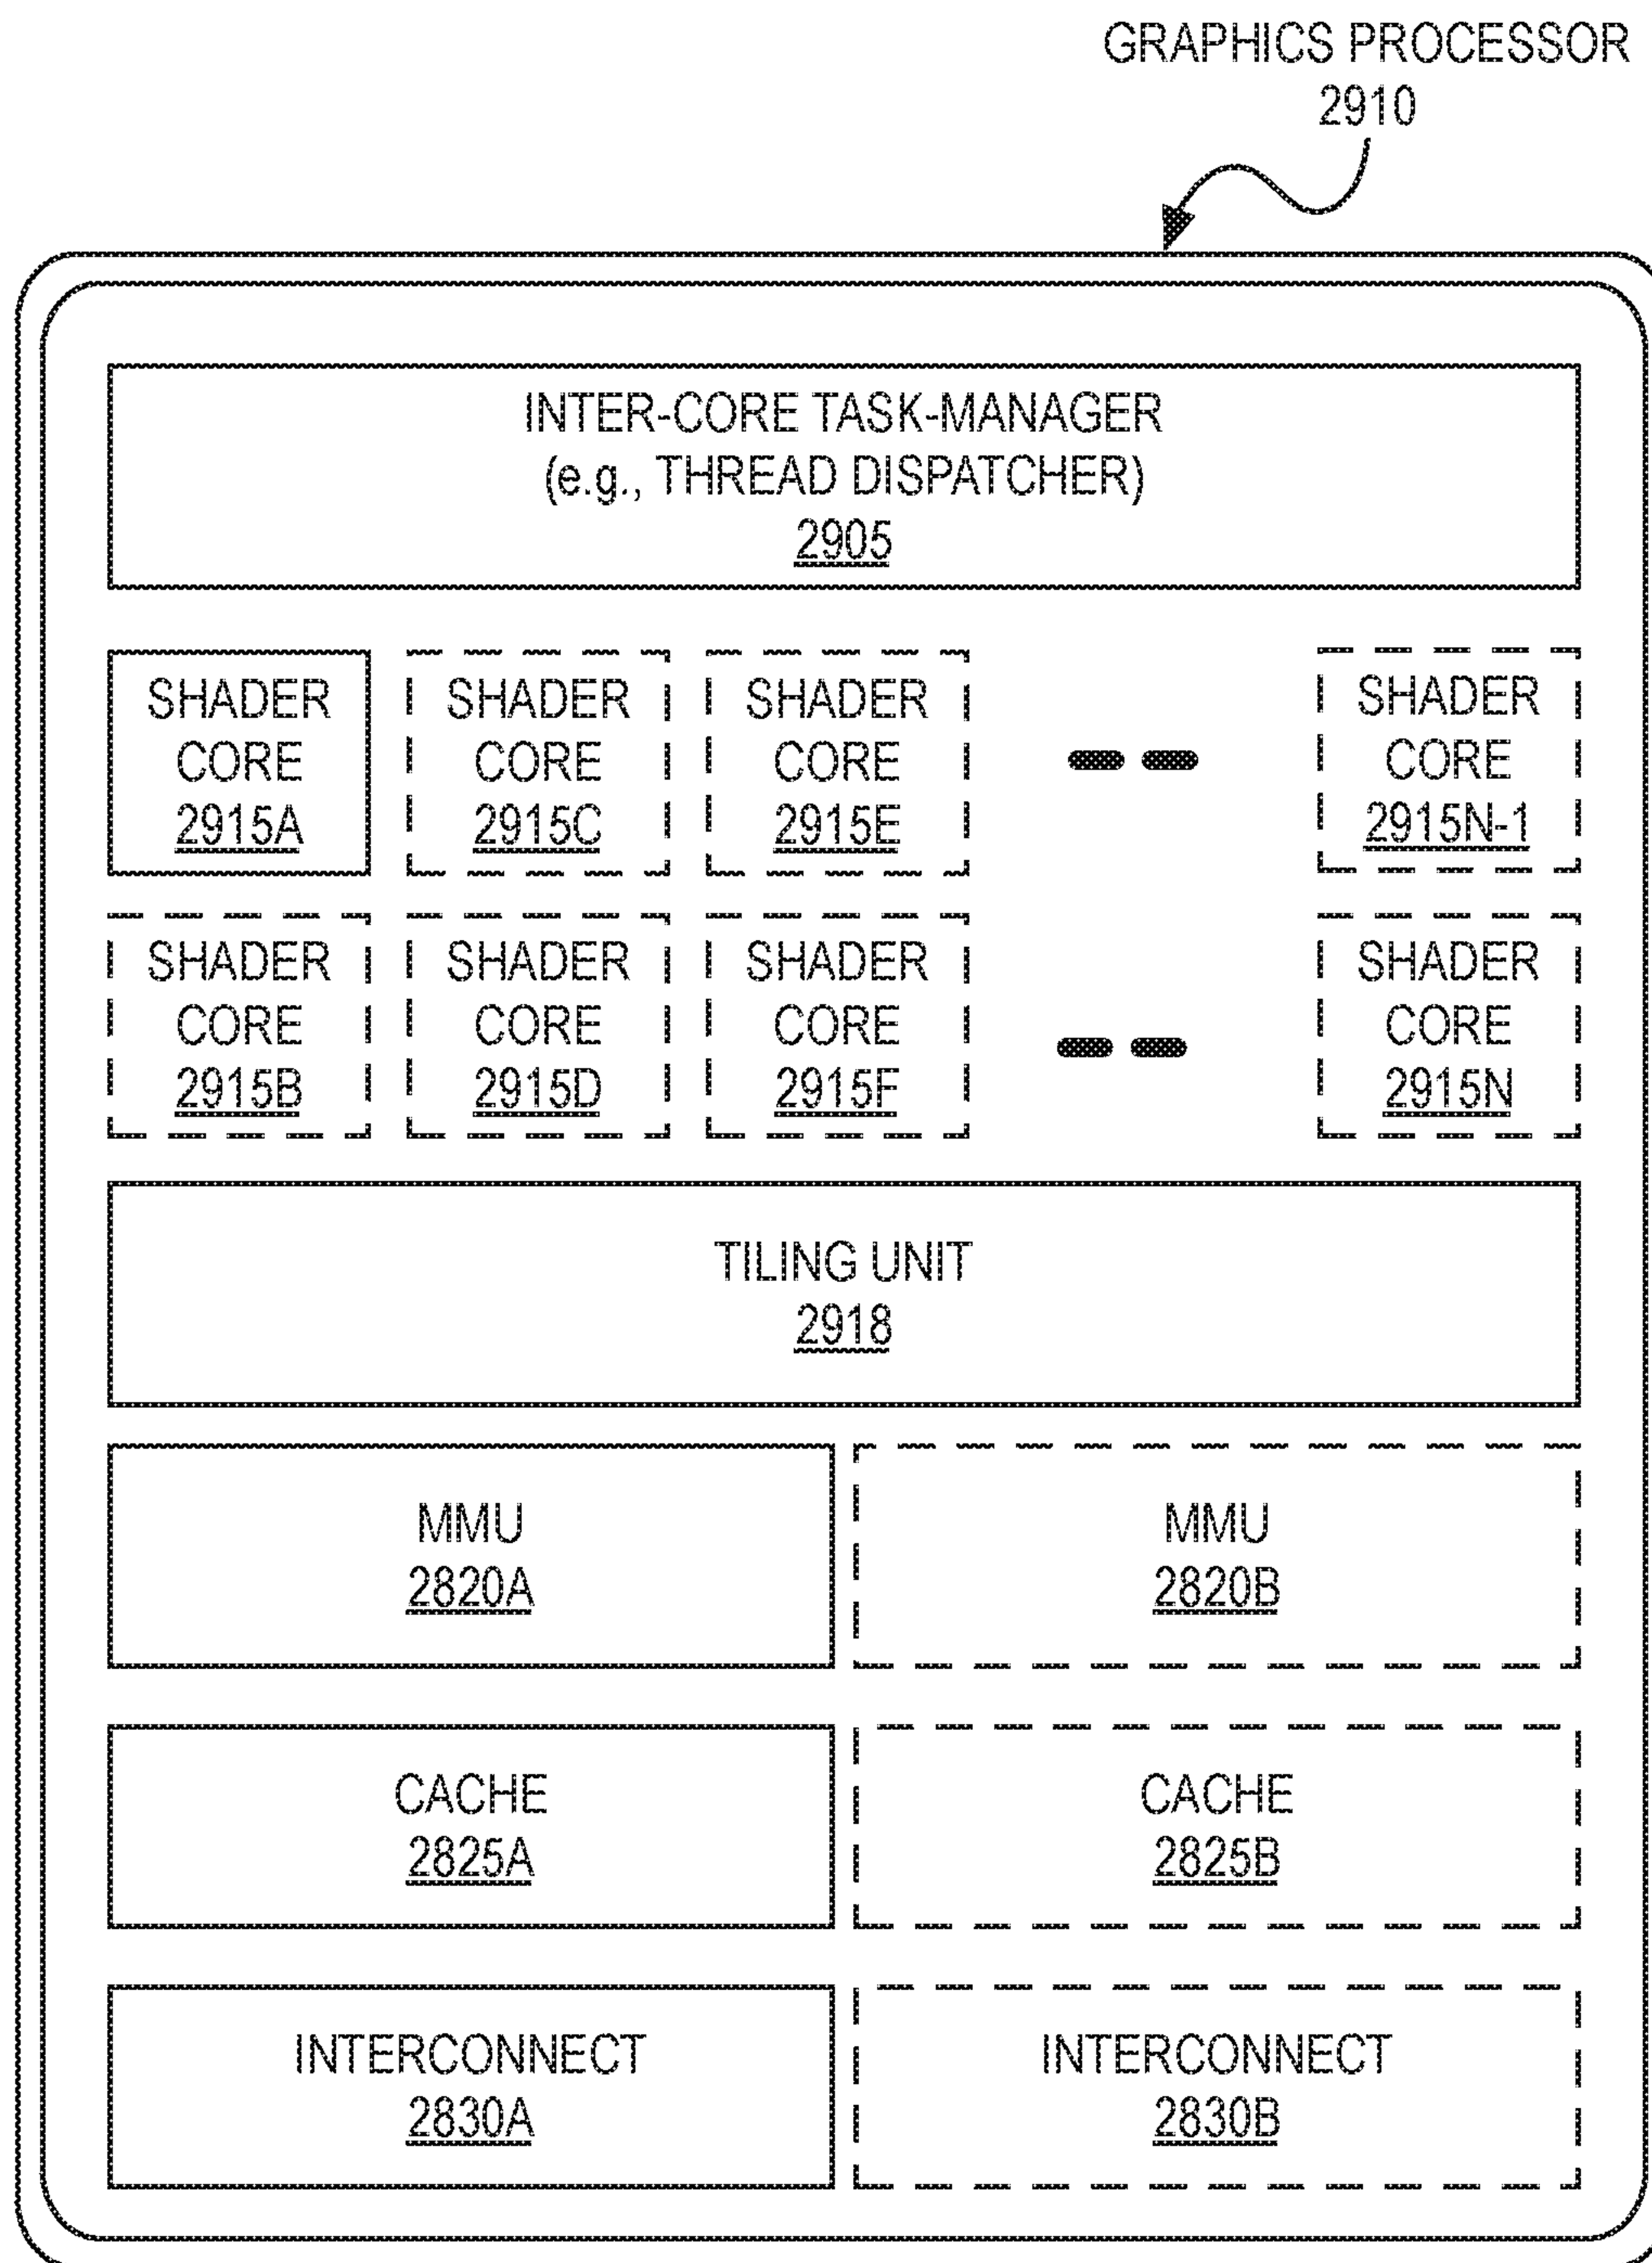 GRAPHICS PROCESSOR
2910
INTER-CORE TASK-MANAGER
(e.g., THREAD DISPATCHER)
2905
SHADER
CORE
2915A
SHADER
CORE
2915C
SHADER
CORE
2915E
SHADER
CORE
2915N-1
SHADER
CORE
2915B
SHADER
CORE
2915D
SHADER
CORE
2915F
SHADER
CORE
2915N
TILING UNIT
2918
MMU
2820A
MMU
2820B
CACHE
2825A
CACHE
2825B
INTERCONNECT
2830A
INTERCONNECT
2830B